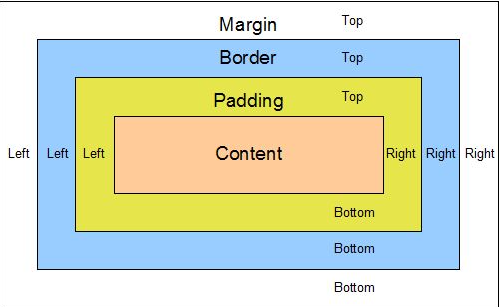 Margin Top
Border Top
Padding Top
Left Left Left Content Right Right Right
Bottom
Bottom
Bottom